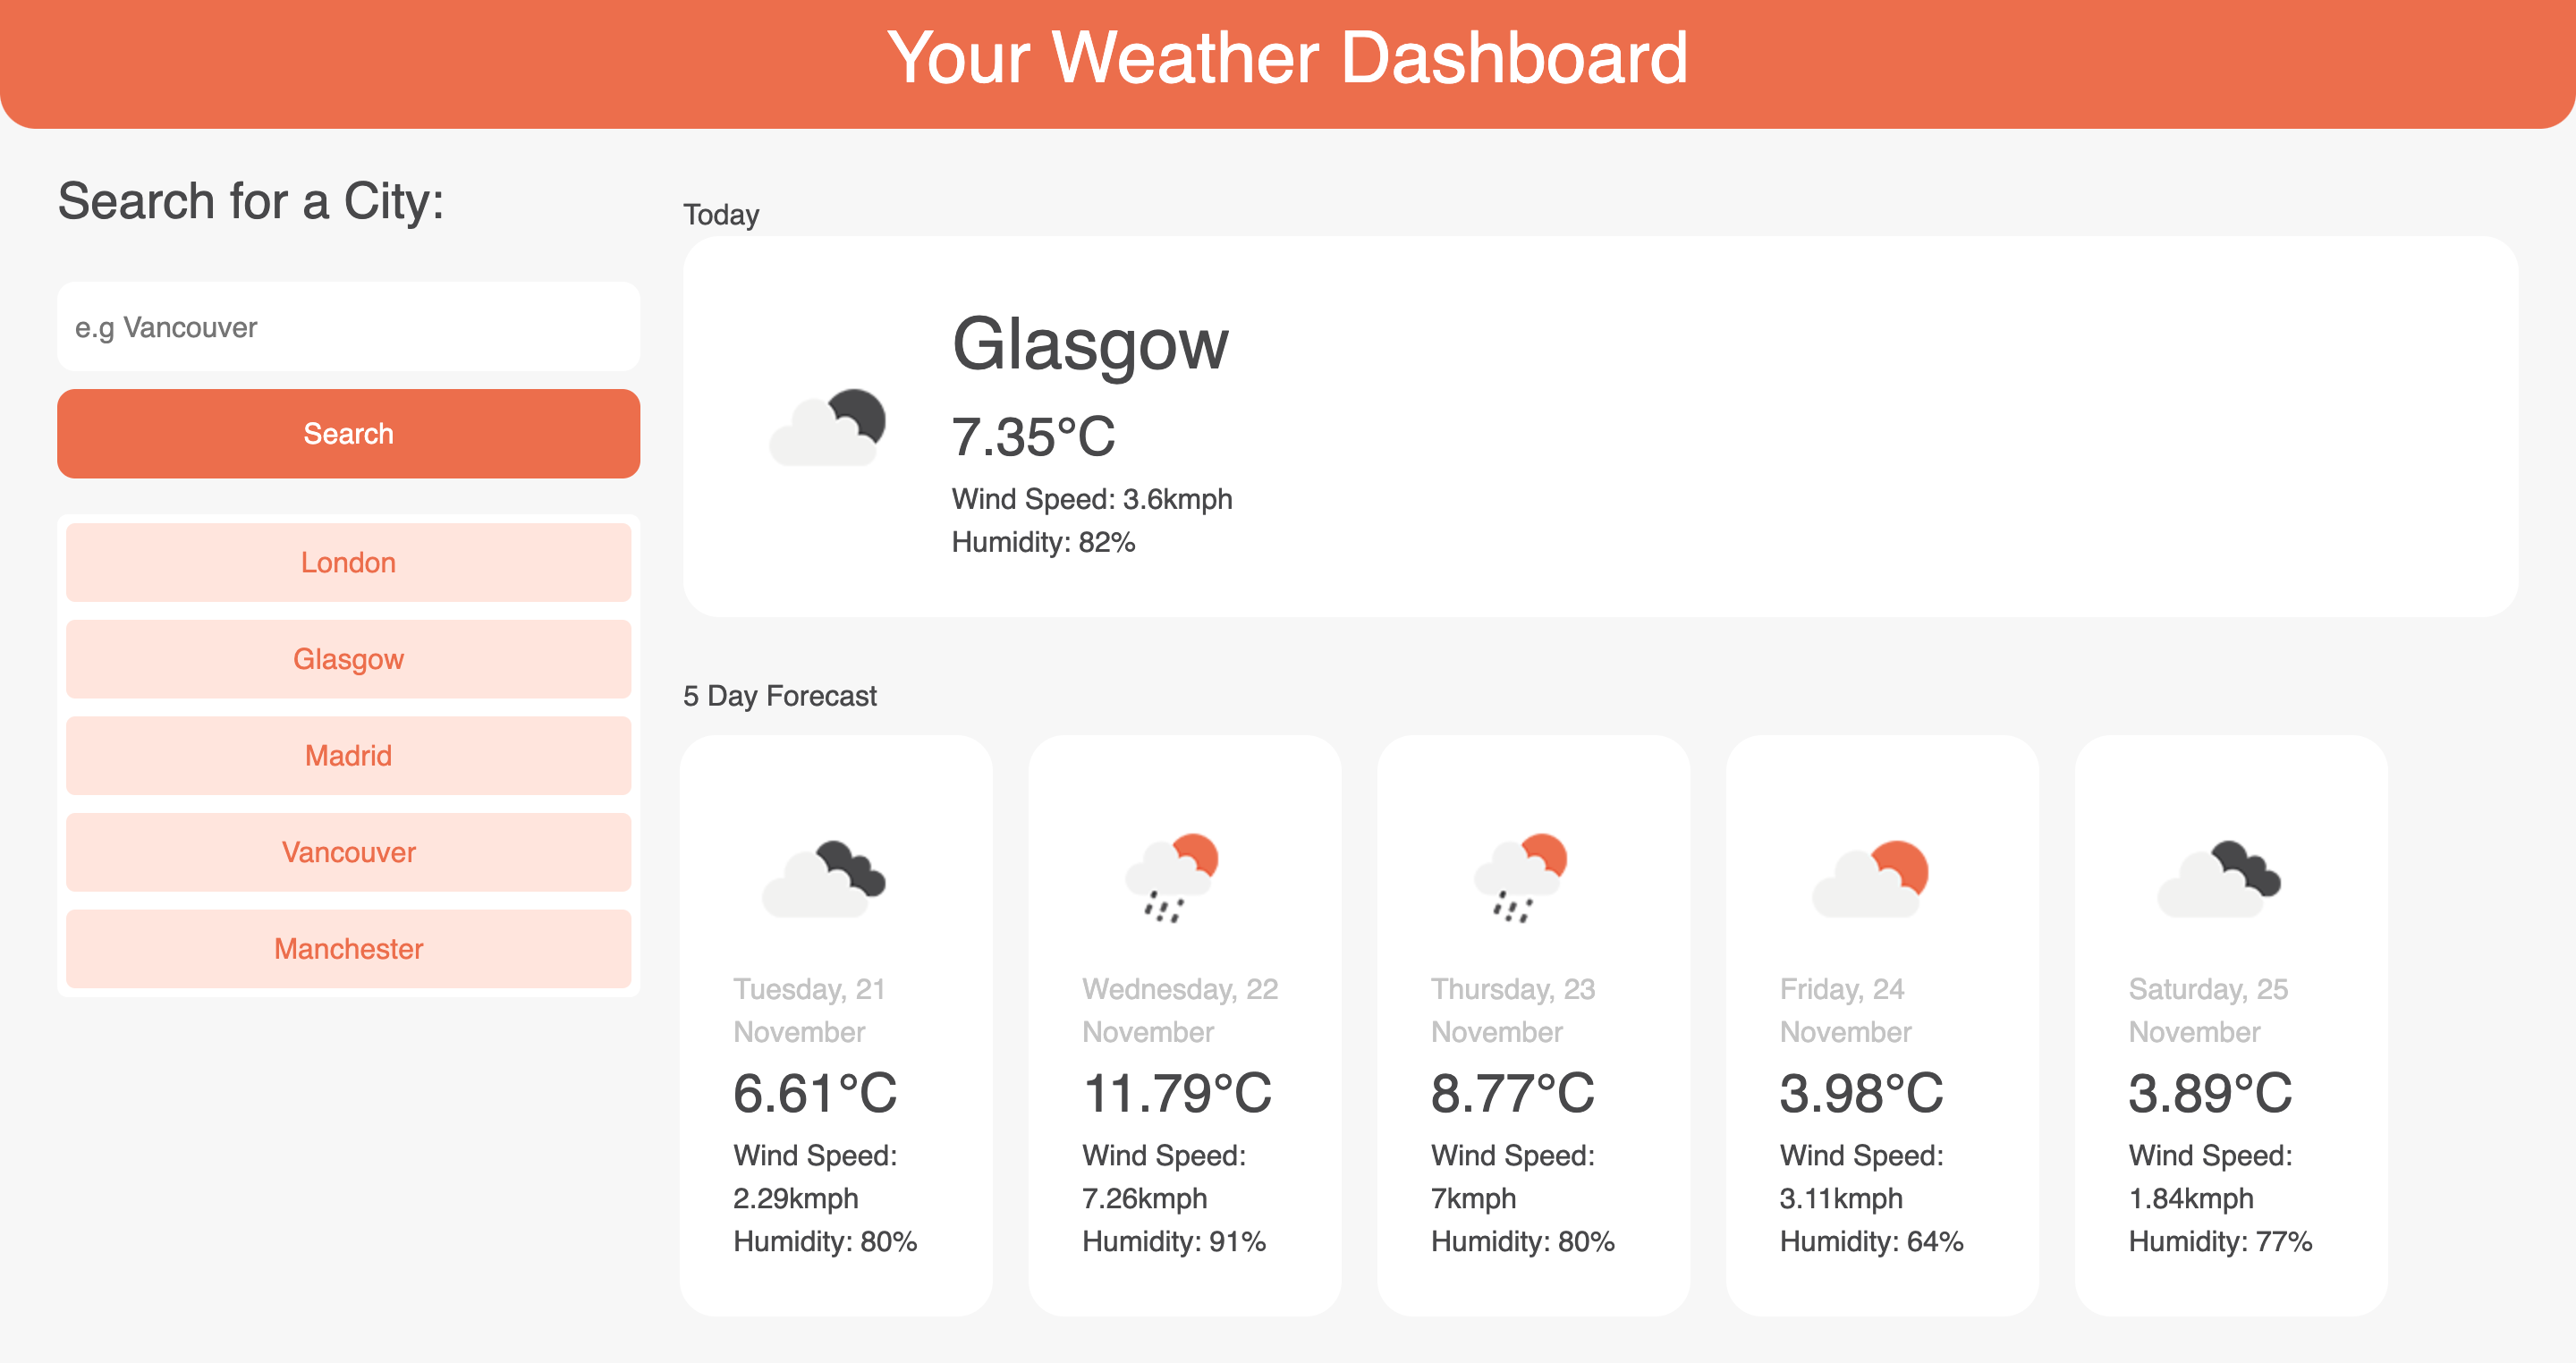 Your Weather Dashboard
Search for a City:
e.g Vancouver
Search
London
Glasgow
Madrid
Vancouver
Manchester
Today
Glasgow
7.35°C
Wind Speed: 3.6kmph
Humidity: 82%
5 Day Forecast
Tuesday, 21
November
6.61°C
Wind Speed:
2.29kmph
Humidity: 80%
Wednesday, 22
November
11.79°C
Wind Speed:
7.26kmph
Humidity: 91%
Thursday, 23
November
8.77°C
Wind Speed:
7kmph
Humidity: 80%
Friday, 24
November
3.98°C
Wind Speed:
3.11kmph
Humidity: 64%
Saturday, 25
November
3.89°C
Wind Speed:
1.84kmph
Humidity: 77%